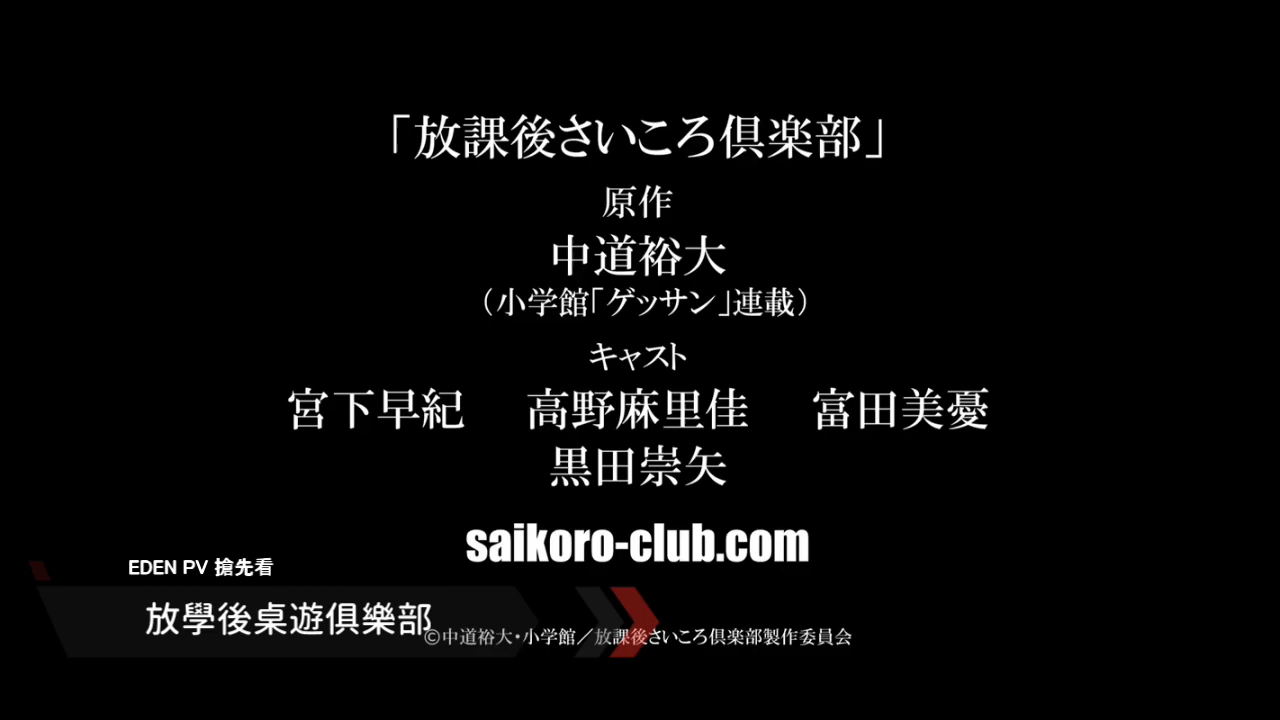 「放課後さいころ倶楽部」
原作
中道裕大
(小学館「ゲッサン」連載)
キャスト
宮下早紀 高野麻里佳 富田美憂
黒田崇矢
saikoro-club.com
EDEN PV 搶先看
放學後桌遊俱樂部
©中道裕大・小学館／放課後さいころ倶楽部製作委員会